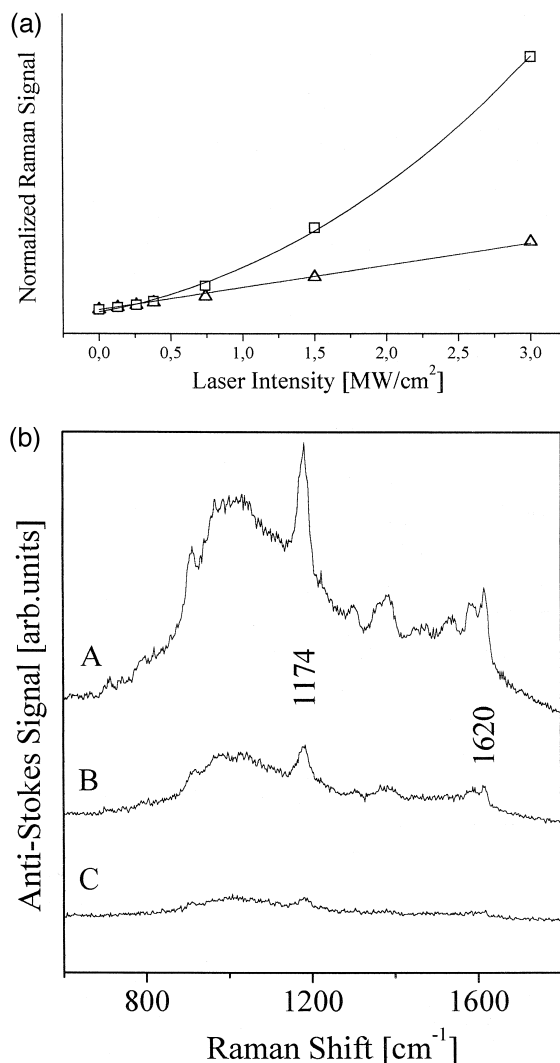 (a)
Normalized Raman Signal
0,0 0,5 1,0 1,5 2,0 2,5 3,0
Laser Intensity [MW/cm²]
(b)
Anti-Stokes Signal [arb.units]
A
1174
1620
B
C
800 1200 1600
Raman Shift [cm⁻¹]